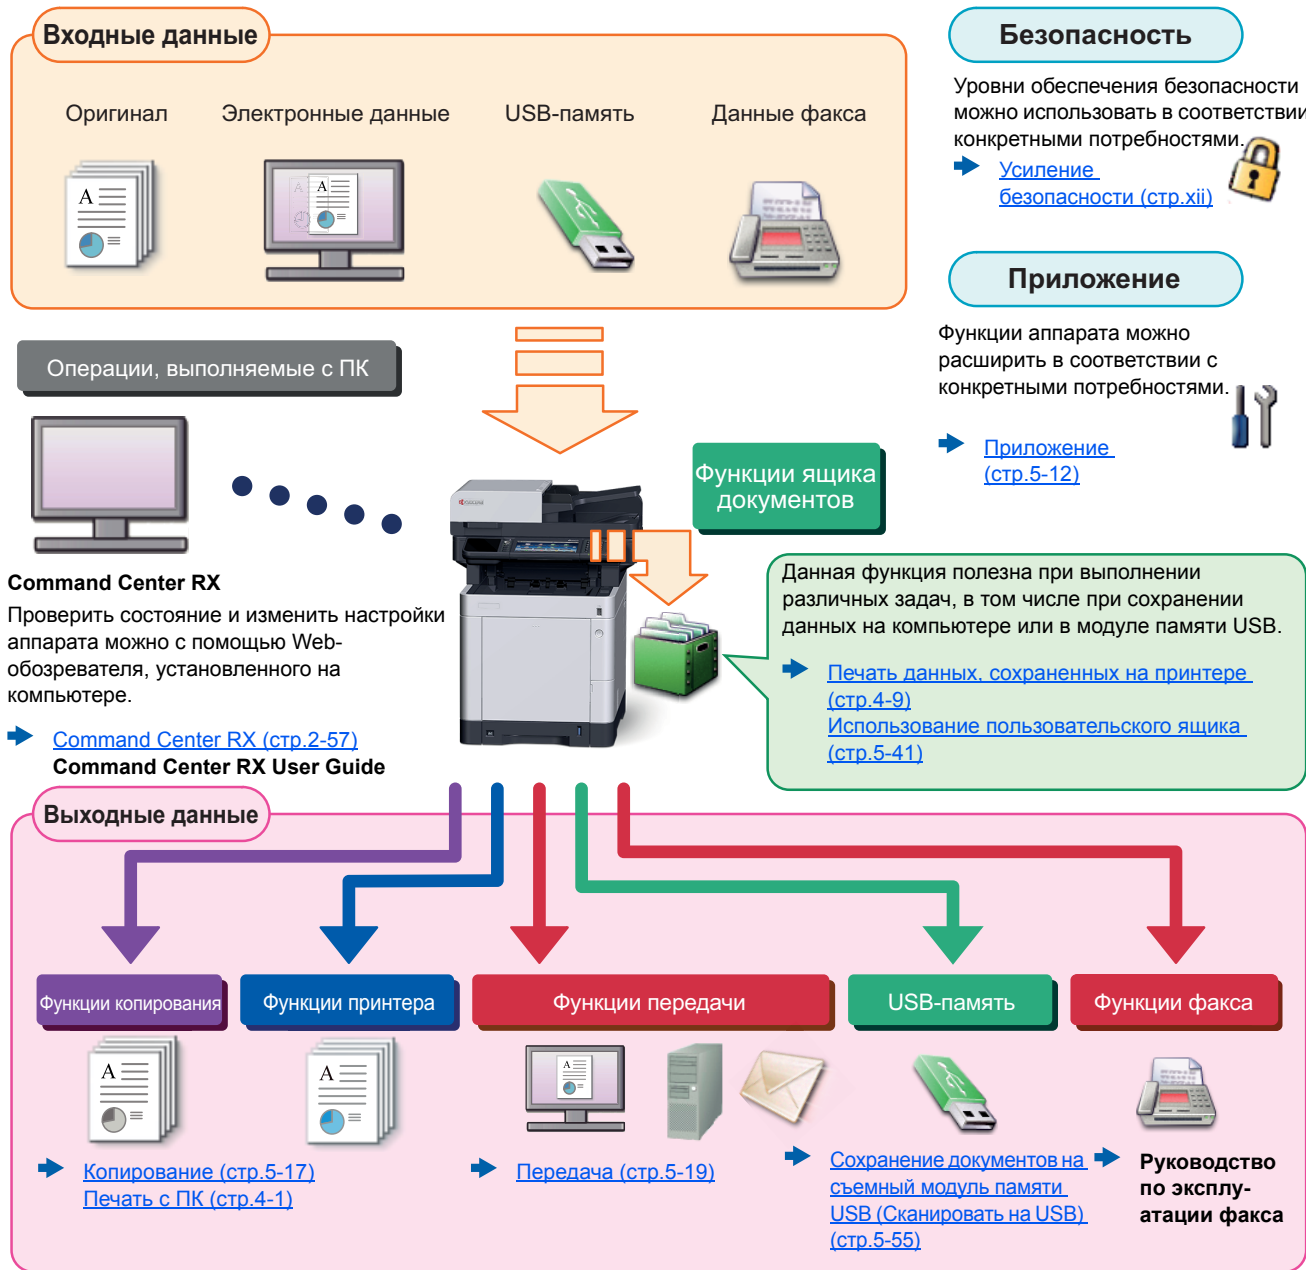 Входные данные
Оригинал
Электронные данные
USB-память
Данные факса
Безопасность
Уровни обеспечения безопасности
можно использовать в соответствии
конкретными потребностями.
Усиление
безопасности (стр.xii)
Приложение
Функции аппарата можно
расширить в соответствии с
конкретными потребностями.
Приложение
(стр.5-12)
Операции, выполняемые с ПК
Функции ящика
документов
Command Center RX
Проверить состояние и изменить настройки
аппарата можно с помощью Web-
обозревателя, установленного на
компьютере.
Command Center RX (стр.2-57)
Command Center RX User Guide
Данная функция полезна при выполнении
различных задач, в том числе при сохранении
данных на компьютере или в модуле памяти USB.
Печать данных, сохраненных на принтере
(стр.4-9)
Использование пользовательского ящика
(стр.5-41)
Выходные данные
Функции копирования
Функции принтера
Функции передачи
USB-память
Функции факса
Копирование (стр.5-17)
Печать с ПК (стр.4-1)
Передача (стр.5-19)
Сохранение документов на
съемный модуль памяти
USB (Сканировать на USB)
(стр.5-55)
Руководство
по эксплу-
атации факса